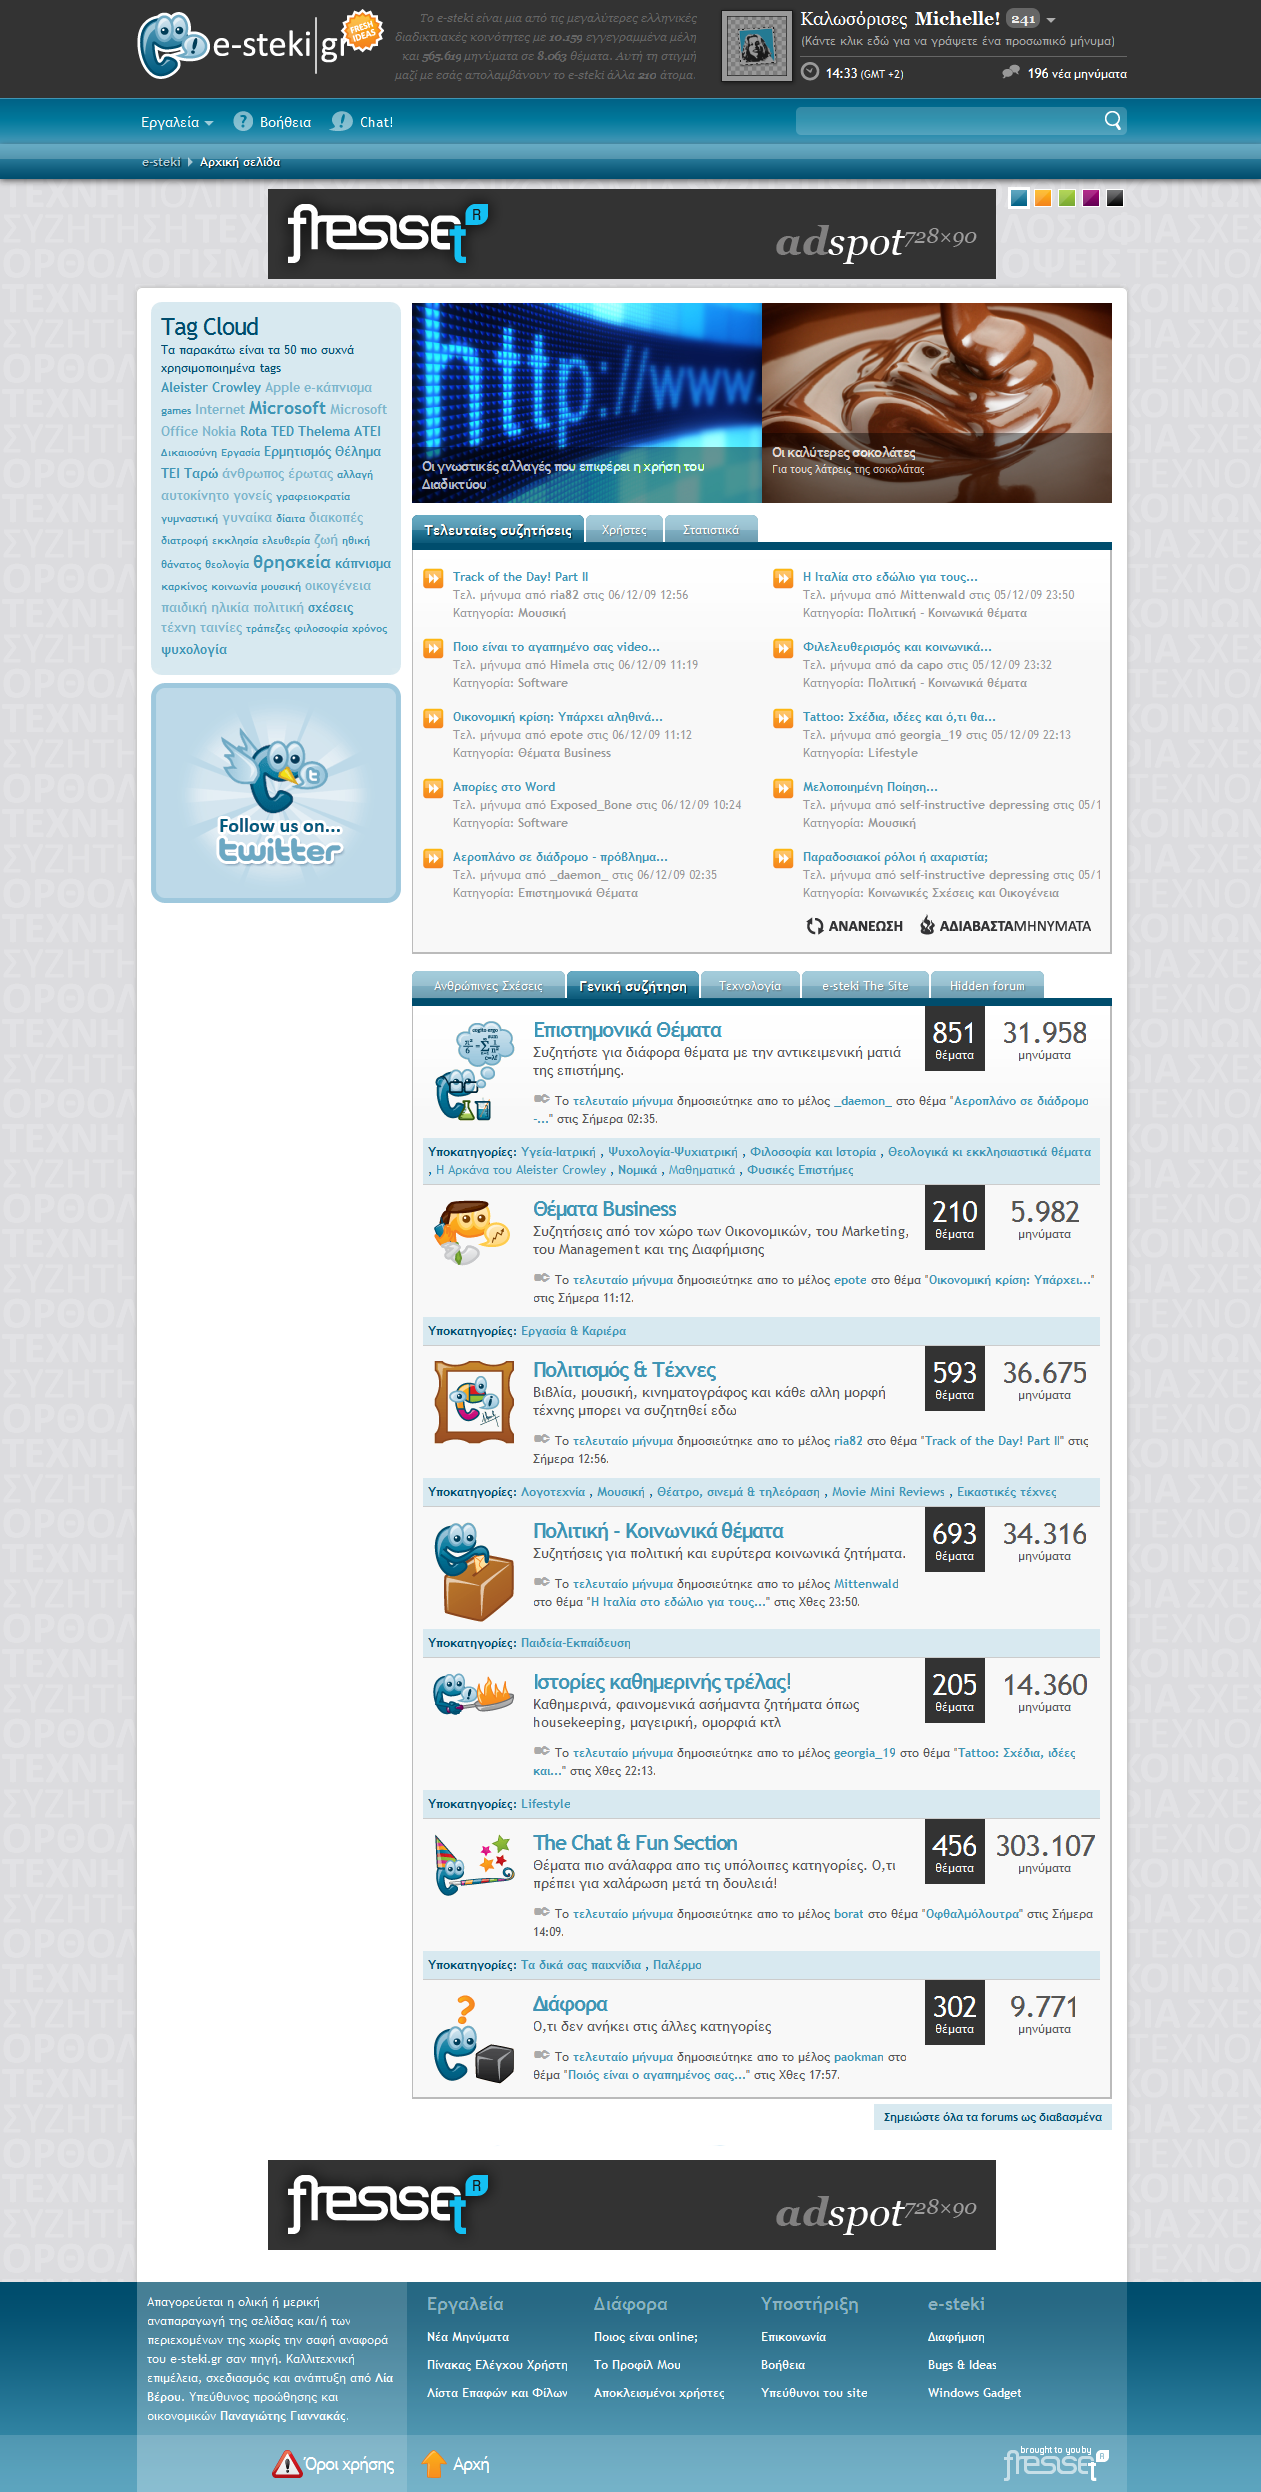 e-steki|gr
FRESH IDEAS
Το e-steki είναι μια από τις μεγαλύτερες ελληνικές
διαδικτυακές κοινότητες με 10.159 εγγεγραμμένα μέλη
και 565.619 μηνύματα σε 8.063 θέματα. Αυτή τη στιγμή
μαζί με εσάς απολαμβάνουν το e-steki άλλα 210 άτομα.
Καλωσόρισες Michelle! 241
(Κάντε κλικ εδώ για να γράψετε ένα προσωπικό μήνυμα)
14:33 (GMT +2) 196 νέα μηνύματα
Εργαλεία Βοήθεια Chat!
e-steki Αρχική σελίδα
fresset R adspot 728×90
Tag Cloud
Τα παρακάτω είναι τα 50 πιο συχνά
χρησιμοποιημένα tags
Aleister Crowley Apple e-κάπνισμα
games Internet Microsoft Microsoft
Office Nokia Rota TED Thelema ΑΤΕΙ
Δικαιοσύνη Εργασία Ερμητισμός Θέλημα
ΤΕΙ Ταρώ άνθρωπος έρωτας αλλαγή
αυτοκίνητο γονείς γραφειοκρατία
γυμναστική γυναίκα δίαιτα διακοπές
διατροφή εκκλησία ελευθερία ζωή ηθική
θάνατος θεολογία θρησκεία κάπνισμα
καρκίνος κοινωνία μουσική οικογένεια
παιδική ηλικία πολιτική σχέσεις
τέχνη ταινίες τράπεζες φιλοσοφία χρόνος
ψυχολογία
Follow us on...
twitter
http://www.
Οι γνωστικές αλλαγές που επιφέρει η χρήση του
Διαδικτύου
Οι καλύτερες σοκολάτες
Για τους λάτρεις της σοκολάτας
Τελευταίες συζητήσεις Χρήστες Στατιστικά
Track of the Day! Part II
Τελ. μήνυμα από ria82 στις 06/12/09 12:56
Κατηγορία: Μουσική
Η Ιταλία στο εδώλιο για τους...
Τελ. μήνυμα από Mittenwald στις 05/12/09 23:50
Κατηγορία: Πολιτική - Κοινωνικά θέματα
Ποιο είναι το αγαπημένο σας video...
Τελ. μήνυμα από Himela στις 06/12/09 11:19
Κατηγορία: Software
Φιλελευθερισμός και κοινωνικά...
Τελ. μήνυμα από da capo στις 05/12/09 23:32
Κατηγορία: Πολιτική - Κοινωνικά θέματα
Οικονομική κρίση: Υπάρχει αληθινά...
Τελ. μήνυμα από epote στις 06/12/09 11:12
Κατηγορία: Θέματα Business
Tattoo: Σχέδια, ιδέες και ό,τι θα...
Τελ. μήνυμα από georgia_19 στις 05/12/09 22:13
Κατηγορία: Lifestyle
Απορίες στο Word
Τελ. μήνυμα από Exposed_Bone στις 06/12/09 10:24
Κατηγορία: Software
Μελοποιημένη Ποίηση...
Τελ. μήνυμα από self-instructive depressing στις 05/1
Κατηγορία: Μουσική
Αεροπλάνο σε διάδρομο - πρόβλημα...
Τελ. μήνυμα από _daemon_ στις 06/12/09 02:35
Κατηγορία: Επιστημονικά Θέματα
Παραδοσιακοί ρόλοι ή αχαριστία;
Τελ. μήνυμα από self-instructive depressing στις 05/1
Κατηγορία: Κοινωνικές Σχέσεις και Οικογένεια
ΑΝΑΝΕΩΣΗ ΑΔΙΑΒΑΣΤΑΜΗΝΥΜΑΤΑ
Ανθρώπινες Σχέσεις Γενική συζήτηση Τεχνολογία e-steki The Site Hidden forum
Επιστημονικά Θέματα
Συζητήστε για διάφορα θέματα με την αντικειμενική ματιά
της επιστήμης.
851 θέματα 31.958 μηνύματα
Το τελευταίο μήνυμα δημοσιεύτηκε απο το μέλος _daemon_ στο θέμα "Αεροπλάνο σε διάδρομο
-..." στις Σήμερα 02:35.
Υποκατηγορίες: Υγεία-Ιατρική , Ψυχολογία-Ψυχιατρική , Φιλοσοφία και Ιστορία , Θεολογικά κι εκκλησιαστικά θέματα
, Η Αρκάνα του Aleister Crowley , Νομικά , Μαθηματικά , Φυσικές Επιστήμες
Θέματα Business
Συζητήσεις από τον χώρο των Οικονομικών, του Marketing,
του Management και της Διαφήμισης
210 θέματα 5.982 μηνύματα
Το τελευταίο μήνυμα δημοσιεύτηκε απο το μέλος epote στο θέμα "Οικονομική κρίση: Υπάρχει..."
στις Σήμερα 11:12.
Υποκατηγορίες: Εργασία & Καριέρα
Πολιτισμός & Τέχνες
Βιβλία, μουσική, κινηματογράφος και κάθε αλλη μορφή
τέχνης μπορει να συζητηθεί εδω
593 θέματα 36.675 μηνύματα
Το τελευταίο μήνυμα δημοσιεύτηκε απο το μέλος ria82 στο θέμα "Track of the Day! Part II" στις
Σήμερα 12:56.
Υποκατηγορίες: Λογοτεχνία , Μουσική , Θέατρο, σινεμά & τηλεόραση , Movie Mini Reviews , Εικαστικές τέχνες
Πολιτική - Κοινωνικά θέματα
Συζητήσεις για πολιτική και ευρύτερα κοινωνικά ζητήματα.
693 θέματα 34.316 μηνύματα
Το τελευταίο μήνυμα δημοσιεύτηκε απο το μέλος Mittenwald
στο θέμα "Η Ιταλία στο εδώλιο για τους..." στις Χθες 23:50.
Υποκατηγορίες: Παιδεία-Εκπαίδευση
Ιστορίες καθημερινής τρέλας!
Καθημερινά, φαινομενικά ασήμαντα ζητήματα όπως
housekeeping, μαγειρική, ομορφιά κτλ
205 θέματα 14.360 μηνύματα
Το τελευταίο μήνυμα δημοσιεύτηκε απο το μέλος georgia_19 στο θέμα "Tattoo: Σχέδια, ιδέες
και..." στις Χθες 22:13.
Υποκατηγορίες: Lifestyle
The Chat & Fun Section
Θέματα πιο ανάλαφρα απο τις υπόλοιπες κατηγορίες. Ο,τι
πρέπει για χαλάρωση μετά τη δουλειά!
456 θέματα 303.107 μηνύματα
Το τελευταίο μήνυμα δημοσιεύτηκε απο το μέλος borat στο θέμα "Οφθαλμόλουτρα" στις Σήμερα
14:09.
Υποκατηγορίες: Τα δικά σας παιχνίδια , Παλέρμο
Διάφορα
Ο,τι δεν ανήκει στις άλλες κατηγορίες
302 θέματα 9.771 μηνύματα
Το τελευταίο μήνυμα δημοσιεύτηκε απο το μέλος paokman στο
θέμα "Ποιός είναι ο αγαπημένος σας..." στις Χθες 17:57.
Σημειώστε όλα τα forums ως διαβασμένα
fresset R adspot 728×90
Απαγορεύεται η ολική ή μερική
αναπαραγωγή της σελίδας και/ή των
περιεχομένων της χωρίς την σαφή αναφορά
του e-steki.gr σαν πηγή. Καλλιτεχνική
επιμέλεια, σχεδιασμός και ανάπτυξη από Λία
Βέρου. Υπεύθυνος προώθησης και
οικονομικών Παναγιώτης Γιαννακάς.
Εργαλεία Διάφορα Υποστήριξη e-steki
Νέα Μηνύματα Ποιος είναι online; Επικοινωνία Διαφήμιση
Πίνακας Ελέγχου Χρήστη Το Προφίλ Μου Βοήθεια Bugs & Ideas
Λίστα Επαφών και Φίλων Αποκλεισμένοι χρήστες Υπεύθυνοι του site Windows Gadget
Όροι χρήσης Αρχή
brought to you by
fresset R